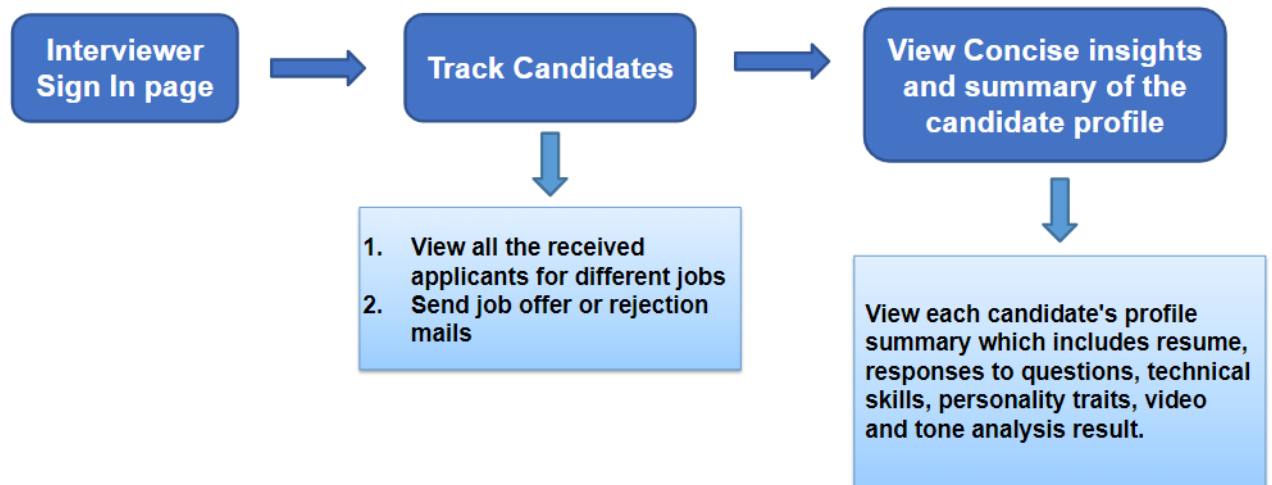 Interviewer
Sign In page
Track Candidates
View Concise insights
and summary of the
candidate profile
1. View all the received
applicants for different jobs
2. Send job offer or rejection
mails
View each candidate's profile
summary which includes resume,
responses to questions, technical
skills, personality traits, video
and tone analysis result.